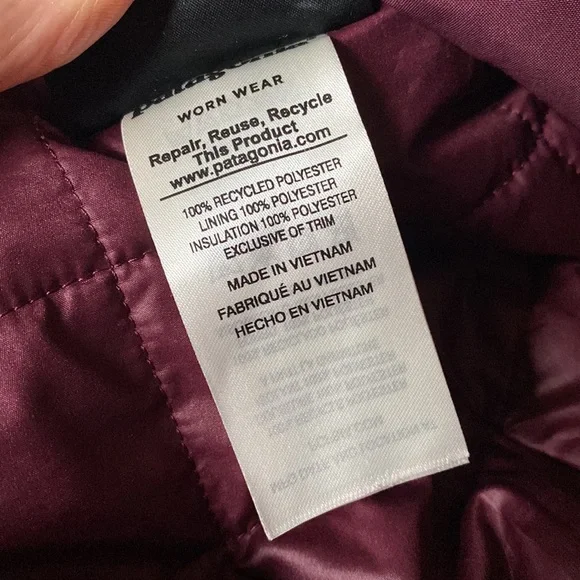 patagonia
WORN WEAR
Repair, Reuse, Recycle
This Product
www.patagonia.com
100% RECYCLED POLYESTER
LINING 100% POLYESTER
INSULATION 100% POLYESTER
EXCLUSIVE OF TRIM
MADE IN VIETNAM
FABRIQUÉ AU VIETNAM
HECHO EN VIETNAM